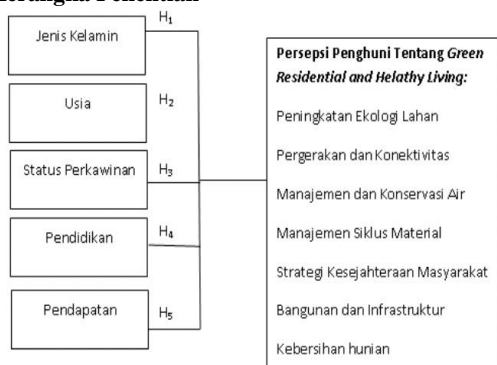 Jenis Kelamin
H₁
Usia
H₂
Status Perkawinan
H₃
Pendidikan
H₄
Pendapatan
H₅
Persepsi Penghuni Tentang Green
Residential and Helathy Living:
Peningkatan Ekologi Lahan
Pergerakan dan Konektivitas
Manajemen dan Konservasi Air
Manajemen Siklus Material
Strategi Kesejahteraan Masyarakat
Bangunan dan Infrastruktur
Kebersihan hunian